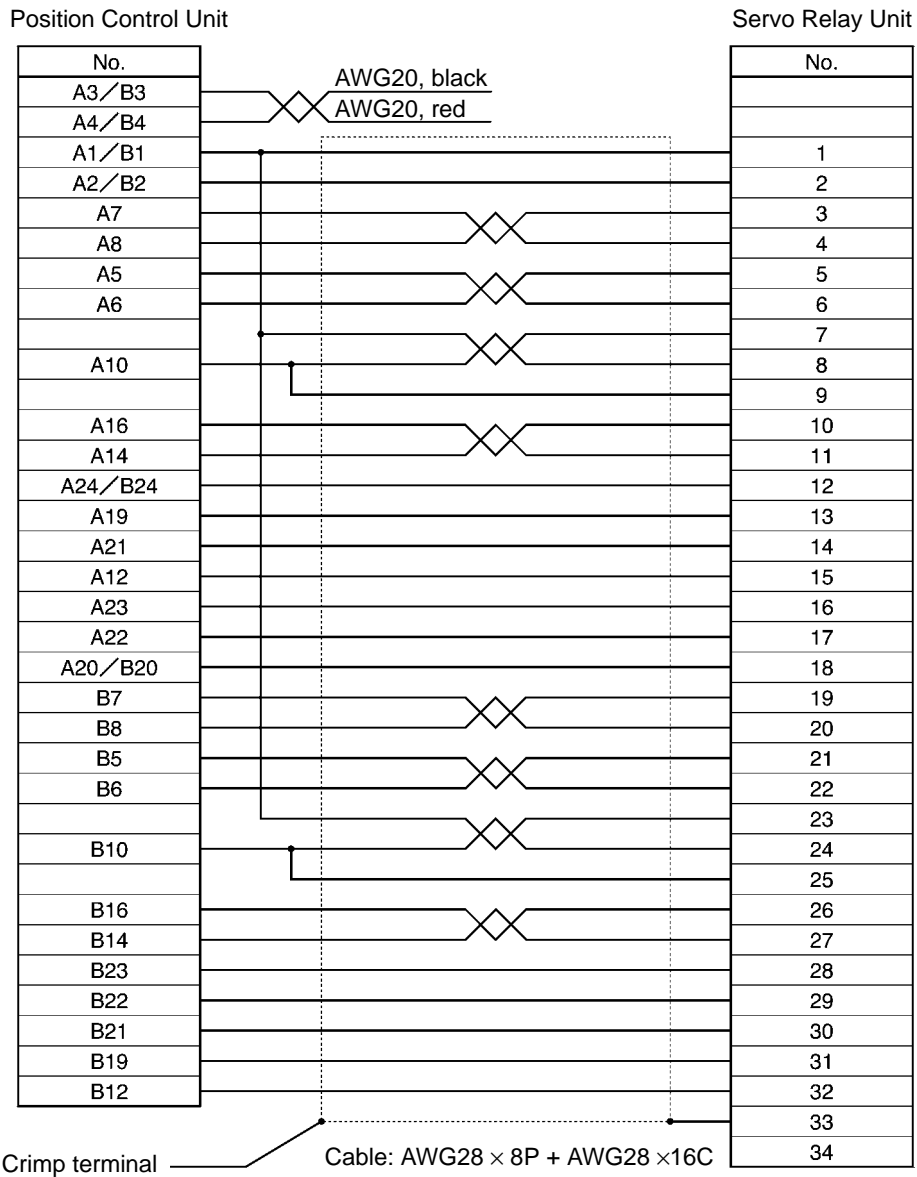 Position Control Unit Servo Relay Unit
No. No.
A3/B3 AWG20, black
A4/B4 AWG20, red
A1/B1 1
A2/B2 2
A7 3
A8 4
A5 5
A6 6
7
A10 8
9
A16 10
A14 11
A24/B24 12
A19 13
A21 14
A12 15
A23 16
A22 17
A20/B20 18
B7 19
B8 20
B5 21
B6 22
23
B10 24
25
B16 26
B14 27
B23 28
B22 29
B21 30
B19 31
B12 32
33
Crimp terminal Cable: AWG28 × 8P + AWG28 ×16C 34